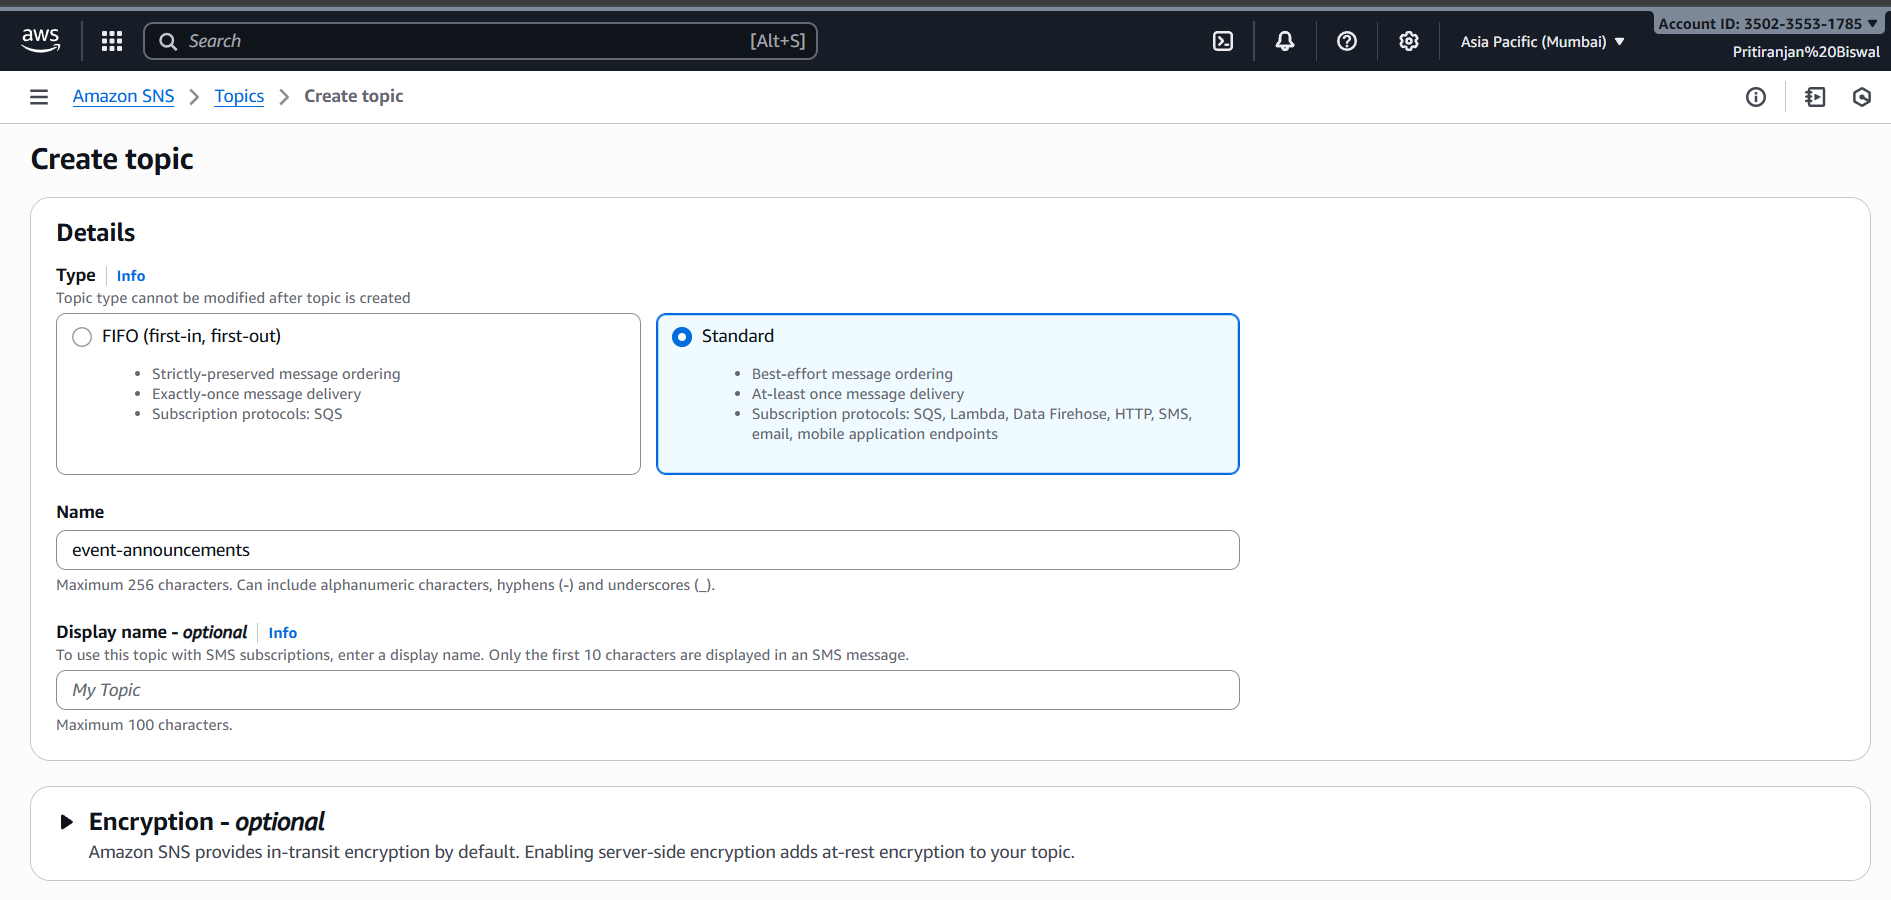 aws
Search [Alt+S]
Asia Pacific (Mumbai)
Account ID: 3502-3553-1785
Pritiranjan%20Biswal
Amazon SNS
Topics
Create topic
Create topic
Details
Type
Info
Topic type cannot be modified after topic is created
FIFO (first-in, first-out)
Strictly-preserved message ordering
Exactly-once message delivery
Subscription protocols: SQS
Standard
Best-effort message ordering
At-least once message delivery
Subscription protocols: SQS, Lambda, Data Firehose, HTTP, SMS,
email, mobile application endpoints
Name
event-announcements
Maximum 256 characters. Can include alphanumeric characters, hyphens (-) and underscores (_).
Display name - optional
Info
To use this topic with SMS subscriptions, enter a display name. Only the first 10 characters are displayed in an SMS message.
My Topic
Maximum 100 characters.
Encryption - optional
Amazon SNS provides in-transit encryption by default. Enabling server-side encryption adds at-rest encryption to your topic.